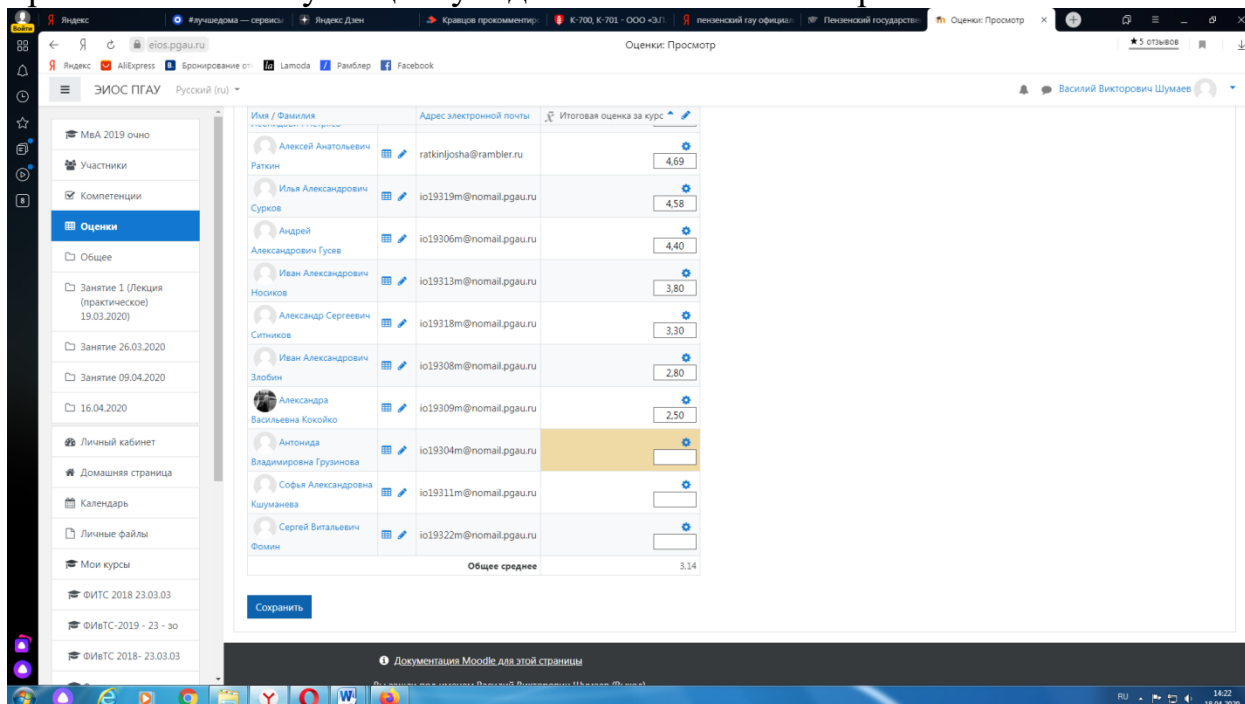 Яндекс
#лучшедома — сервисы
Яндекс Дзен
Кравцов прокомментир
К-700, К-701 - ООО «ЭЛ
пензенский гау официал
Пензенский государстве
Оценки: Просмотр
Войти
eios.pgau.ru
Оценки: Просмотр
★ 5 отзывов
Яндекс
AliExpress
Бронирование от
Lamoda
Рамблер
Facebook
ЭИОС ПГАУ
Русский (ru)
Василий Викторович Шумаев
МвА 2019 очно
Участники
Компетенции
Оценки
Общее
Занятие 1 (Лекция
(практическое)
19.03.2020)
Занятие 26.03.2020
Занятие 09.04.2020
16.04.2020
Личный кабинет
Домашняя страница
Календарь
Личные файлы
Мои курсы
ФИТС 2018 23.03.03
ФИвТС-2019 - 23 - зо
ФИвТС 2018- 23.03.03
Имя / Фамилия
Адрес электронной почты
Итоговая оценка за курс
Алексей Анатольевич
Раткин
ratkinljosha@rambler.ru
4,69
Илья Александрович
Сурков
io19319m@nomail.pgau.ru
4,58
Андрей
Александрович Гусев
io19306m@nomail.pgau.ru
4,40
Иван Александрович
Носиков
io19313m@nomail.pgau.ru
3,80
Александр Сергеевич
Ситников
io19318m@nomail.pgau.ru
3,30
Иван Александрович
Злобин
io19308m@nomail.pgau.ru
2,80
Александра
Васильевна Кокойко
io19309m@nomail.pgau.ru
2,50
Антонида
Владимировна Грузинова
io19304m@nomail.pgau.ru
Софья Александровна
Кшуманева
io19311m@nomail.pgau.ru
Сергей Витальевич
Фомин
io19322m@nomail.pgau.ru
Общее среднее
3,14
Сохранить
Документация Moodle для этой страницы
RU
14:22